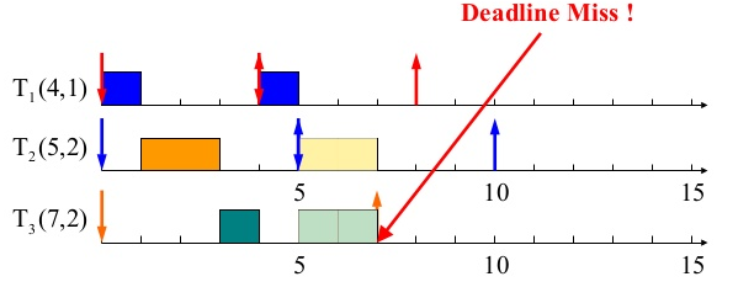 Deadline Miss !
T1(4,1)
T2(5,2)
5 10 15
T3(7,2)
5 10 15